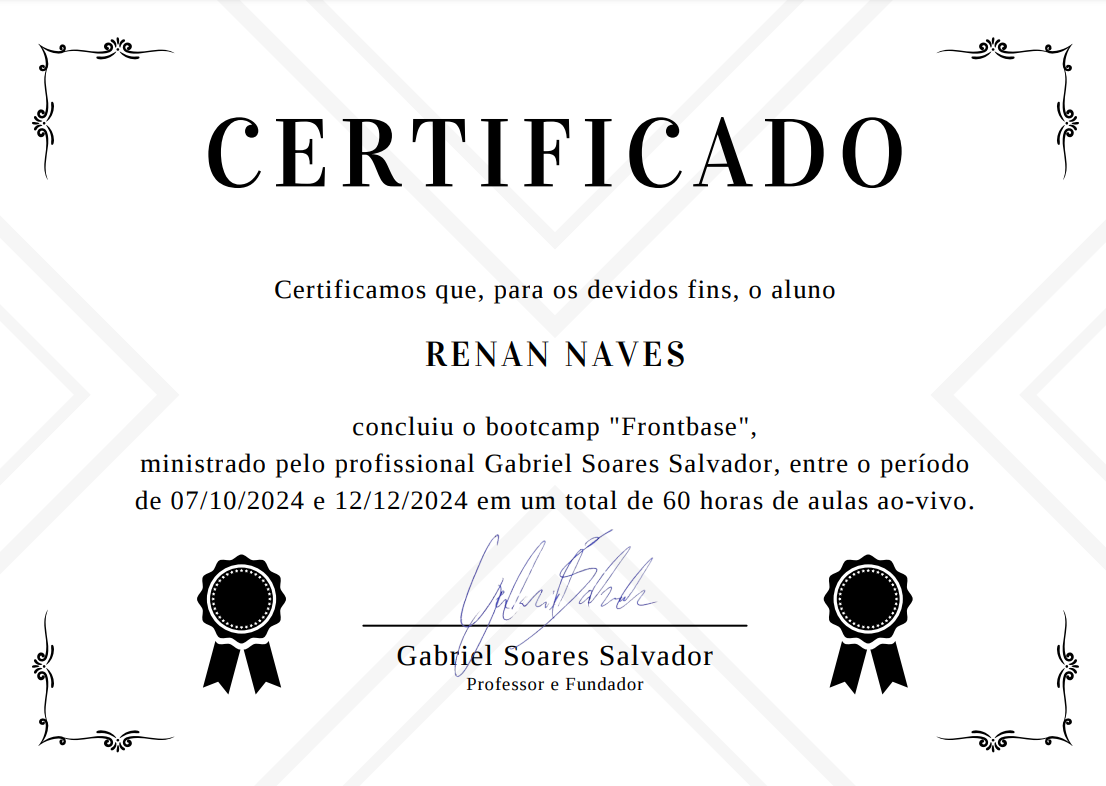 CERTIFICADO
Certificamos que, para os devidos fins, o aluno
RENAN NAVES
concluiu o bootcamp "Frontbase",
ministrado pelo profissional Gabriel Soares Salvador, entre o período
de 07/10/2024 e 12/12/2024 em um total de 60 horas de aulas ao-vivo.
Gabriel Soares Salvador
Professor e Fundador